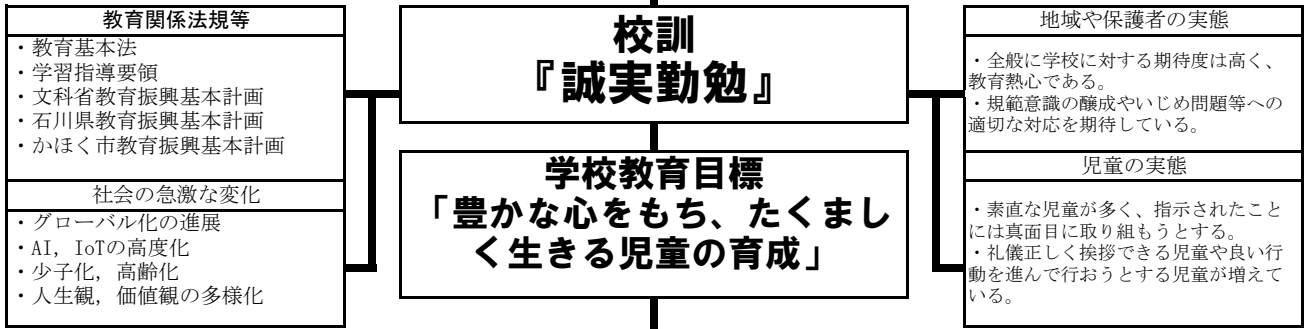 教育関係法規等
・教育基本法
・学習指導要領
・文科省教育振興基本計画
・石川県教育振興基本計画
・かほく市教育振興基本計画
社会の急激な変化
・グローバル化の進展
・AI，IoTの高度化
・少子化，高齢化
・人生観，価値観の多様化
校訓
『誠実勤勉』
学校教育目標
「豊かな心をもち、たくまし
く生きる児童の育成」
地域や保護者の実態
・全般に学校に対する期待度は高く、
教育熱心である。
・規範意識の醸成やいじめ問題等への
適切な対応を期待している。
児童の実態
・素直な児童が多く、指示されたこと
には真面目に取り組もうとする。
・礼儀正しく挨拶できる児童や良い行
動を進んで行おうとする児童が増えて
いる。